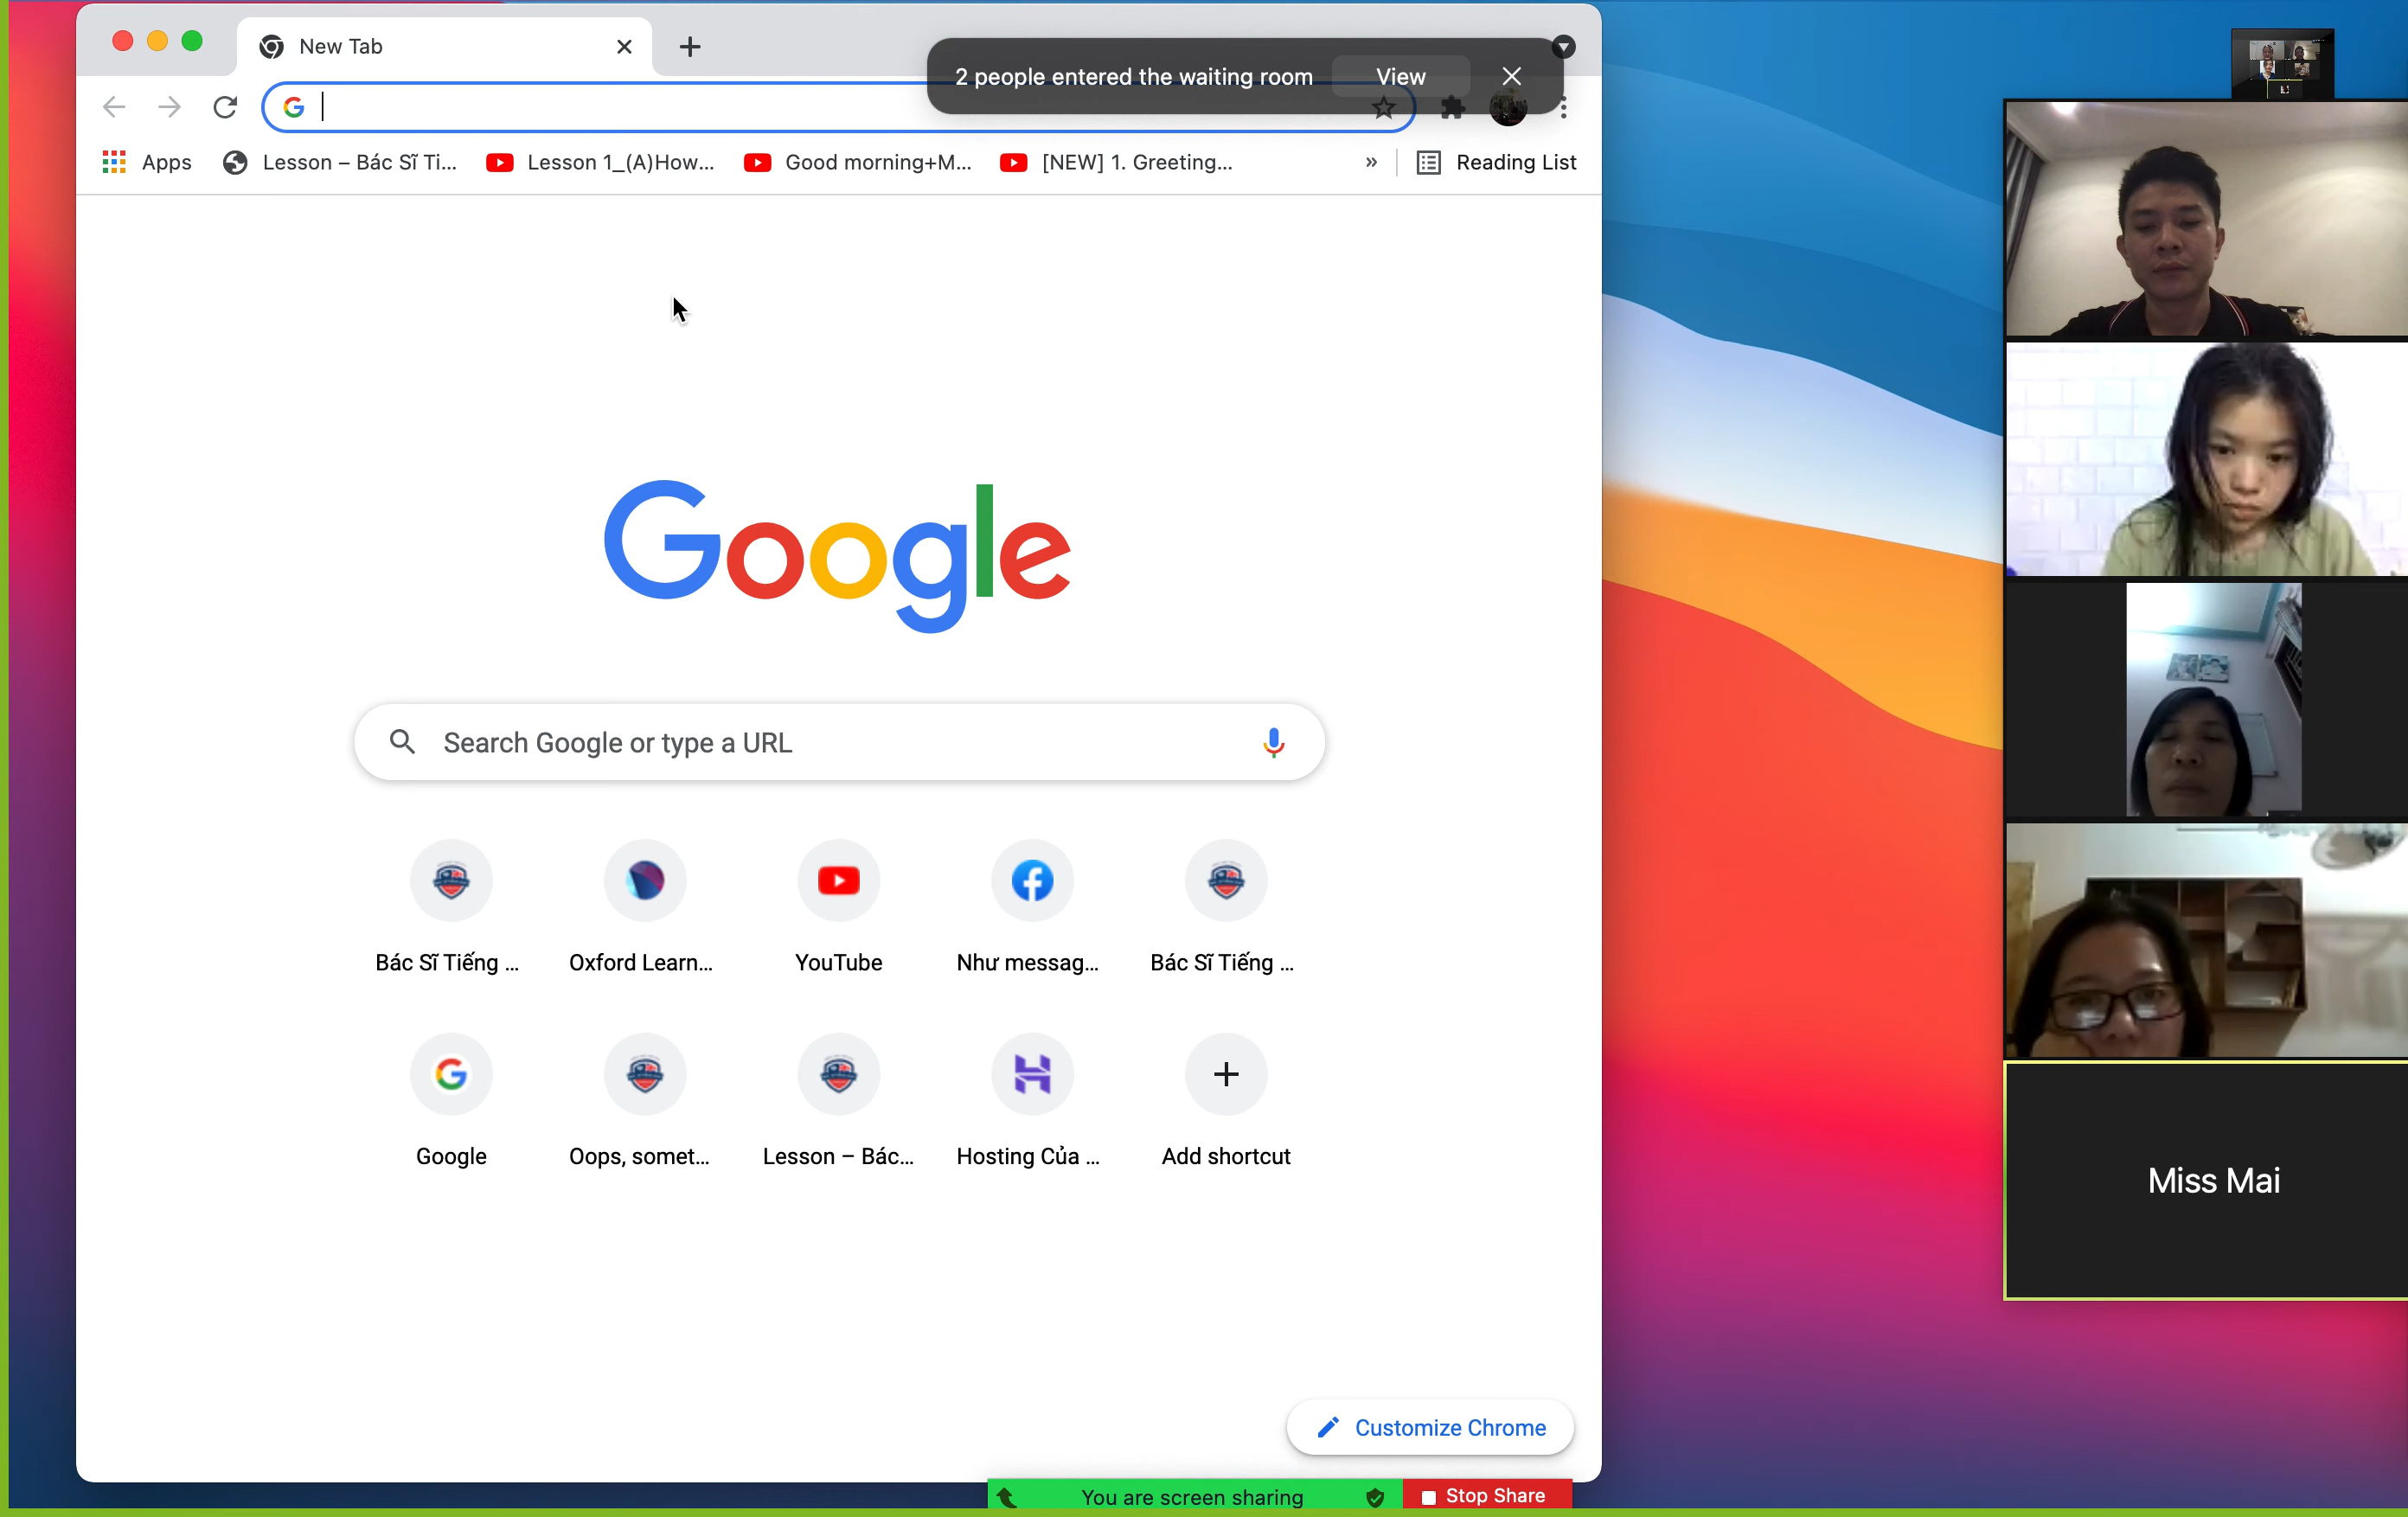 New Tab
2 people entered the waiting room View
Apps
Lesson – Bác Sĩ Ti...
Lesson 1_(A)How...
Good morning+M...
[NEW] 1. Greeting...
»
Reading List
Google
Search Google or type a URL
Bác Sĩ Tiếng ...
Oxford Learn...
YouTube
Như messag...
Bác Sĩ Tiếng ...
Google
Oops, somet...
Lesson – Bác...
Hosting Của ...
Add shortcut
Miss Mai
Customize Chrome
You are screen sharing
Stop Share